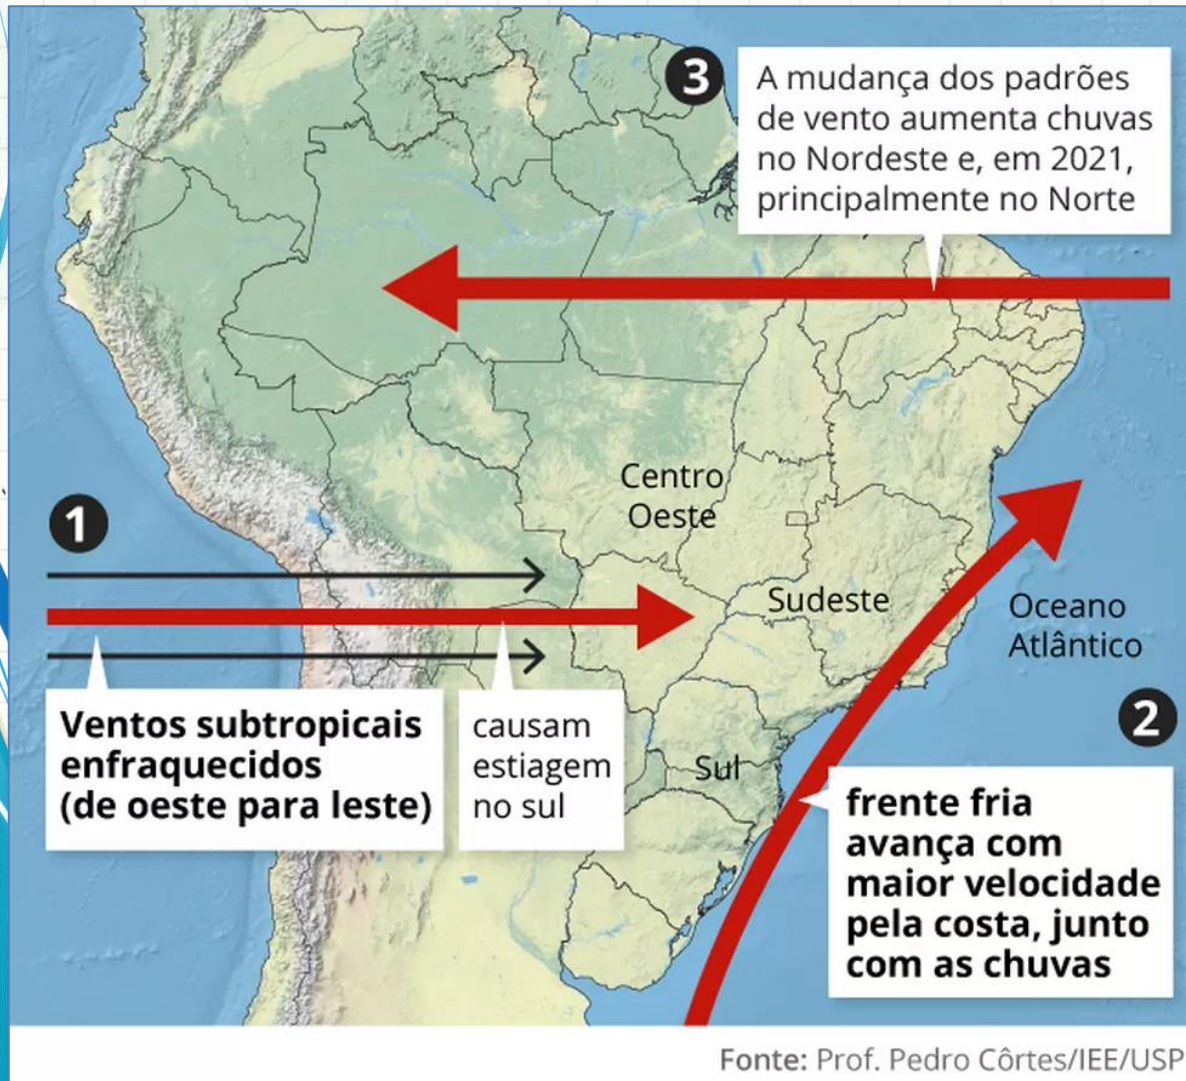 3
A mudança dos padrões
de vento aumenta chuvas
no Nordeste e, em 2021,
principalmente no Norte
Centro
Oeste
1
Sudeste
Oceano
Atlântico
Ventos subtropicais
enfraquecidos
(de oeste para leste)
causam
estiagem
no sul
Sul
2
frente fria
avança com
maior velocidade
pela costa, junto
com as chuvas
Fonte: Prof. Pedro Côrtes/IEE/USP